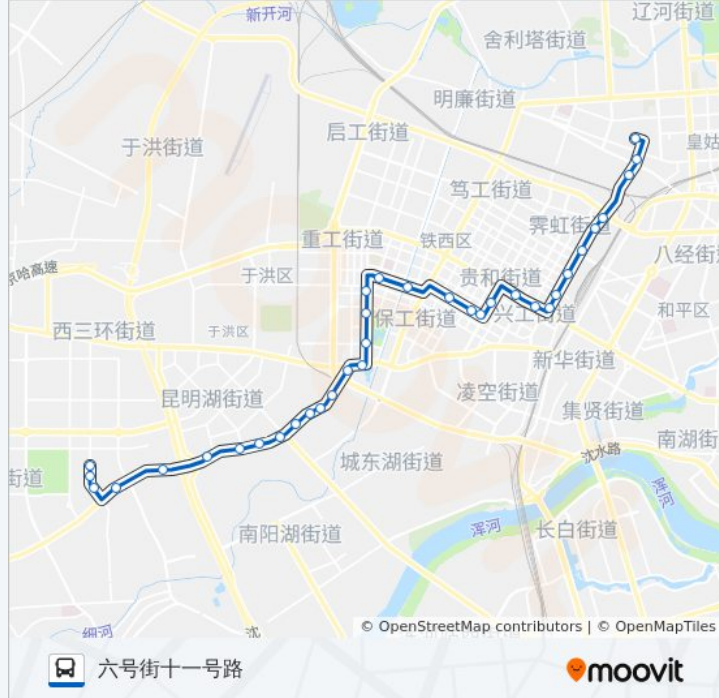 辽河街道
新开河
舍利塔街道
明廉街道
启工街道
于洪街道
皇姑
笃工街道
霁虹街道
重工街道
铁西区
八经街
京哈高速
于洪区
贵和街道
和平区
保工街道
兴工街道
西三环街道
于洪区
新华街道
昆明湖街道
凌空街道
集贤街道
南湖街
沈水路
城东湖街道
街道
浑河
浑河
南阳湖街道
长白街道
细河
沈
© OpenStreetMap contributors | © OpenMapTiles
六号街十一号路
moovit